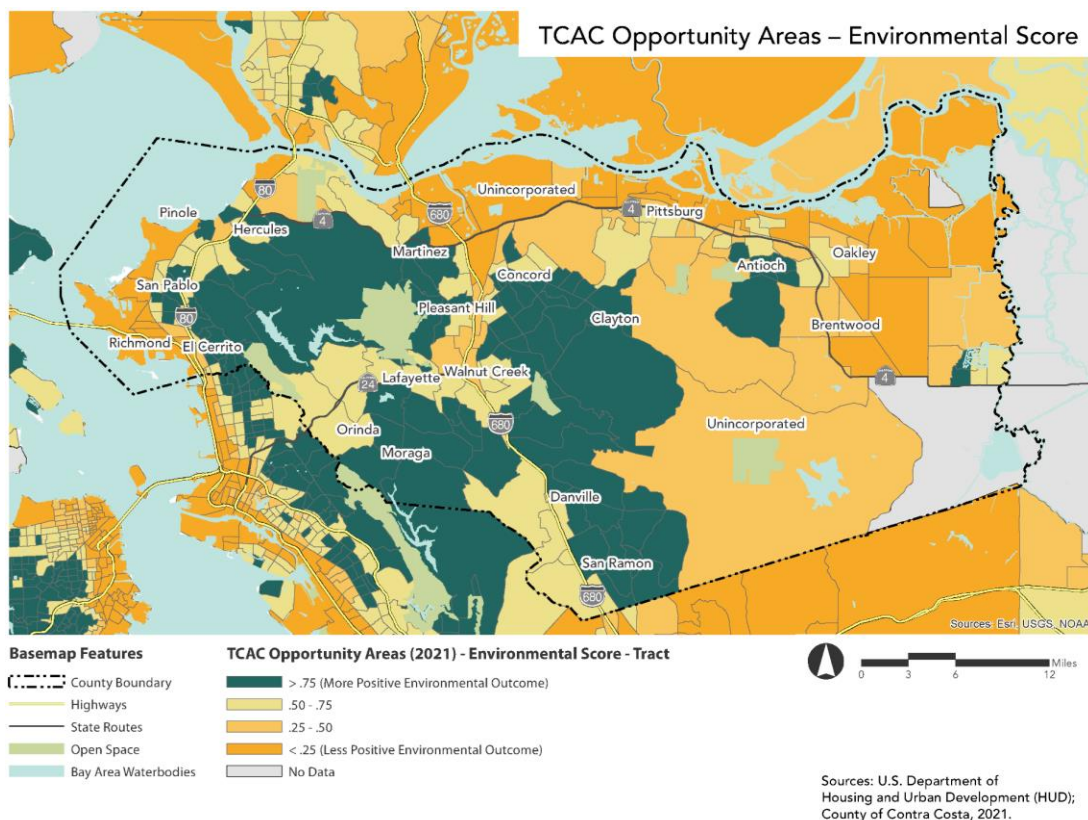 TCAC Opportunity Areas – Environmental Score
Unincorporated
80
Pinole
680
4
Pittsburg
Hercules
4
Martinez
Oakley
Antioch
Concord
San Pablo
Pleasant Hill
80
Clayton
Brentwood
Richmond
El Cerrito
4
24
Lafayette
Walnut Creek
Orinda
680
Unincorporated
Moraga
Danville
San Ramon
680
Sources: Esri, USGS, NOAA
Basemap Features
County Boundary
Highways
State Routes
Open Space
Bay Area Waterbodies
TCAC Opportunity Areas (2021) - Environmental Score - Tract
> .75 (More Positive Environmental Outcome)
.50 - .75
.25 - .50
< .25 (Less Positive Environmental Outcome)
No Data
Miles
0 3 6 12
Sources: U.S. Department of
Housing and Urban Development (HUD);
County of Contra Costa, 2021.